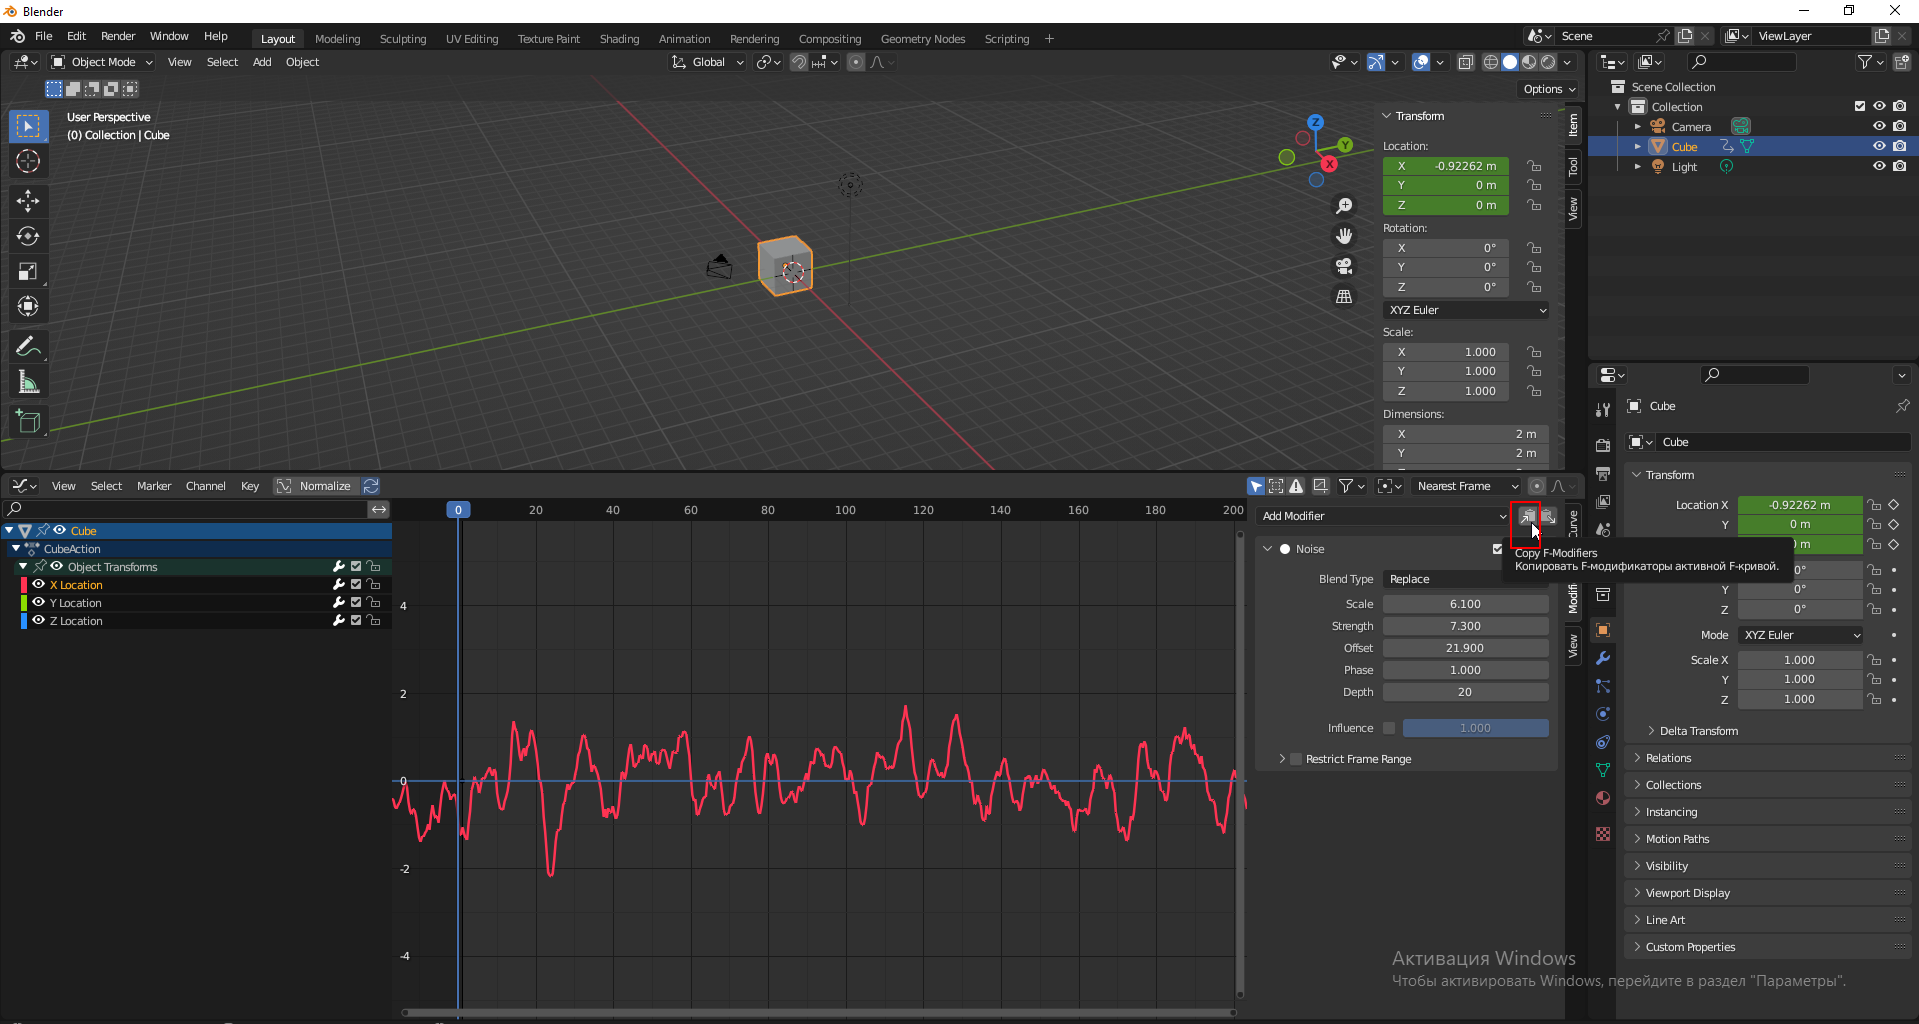 Blender
File Edit Render Window Help Layout Modeling Sculpting UV Editing Texture Paint Shading Animation Rendering Compositing Geometry Nodes Scripting + Scene ViewLayer
Object Mode View Select Add Object Global
Options
User Perspective
(0) Collection | Cube
Z
Y
X
Transform
Location:
X -0.92262 m
Y 0 m
Z 0 m
Rotation:
X 0°
Y 0°
Z 0°
XYZ Euler
Scale:
X 1.000
Y 1.000
Z 1.000
Dimensions:
X 2 m
Y 2 m
Item
Tool
View
Scene Collection
Collection
Camera
Cube
Light
View Select Marker Channel Key Normalize Nearest Frame
Cube
CubeAction
Object Transforms
X Location
Y Location
Z Location
0 20 40 60 80 100 120 140 160 180 200
4
2
0
-2
-4
Add Modifier
Noise
Blend Type Replace
Scale 6.100
Strength 7.300
Offset 21.900
Phase 1.000
Depth 20
Influence 1.000
Restrict Frame Range
Copy F-Modifiers
Копировать F-модификаторы активной F-кривой.
View
Cube
Cube
Transform
Location X -0.92262 m
Y 0 m
0 m
0°
Y 0°
Z 0°
Mode XYZ Euler
Scale X 1.000
Y 1.000
Z 1.000
Delta Transform
Relations
Collections
Instancing
Motion Paths
Visibility
Viewport Display
Line Art
Custom Properties
Активация Windows
Чтобы активировать Windows, перейдите в раздел "Параметры".